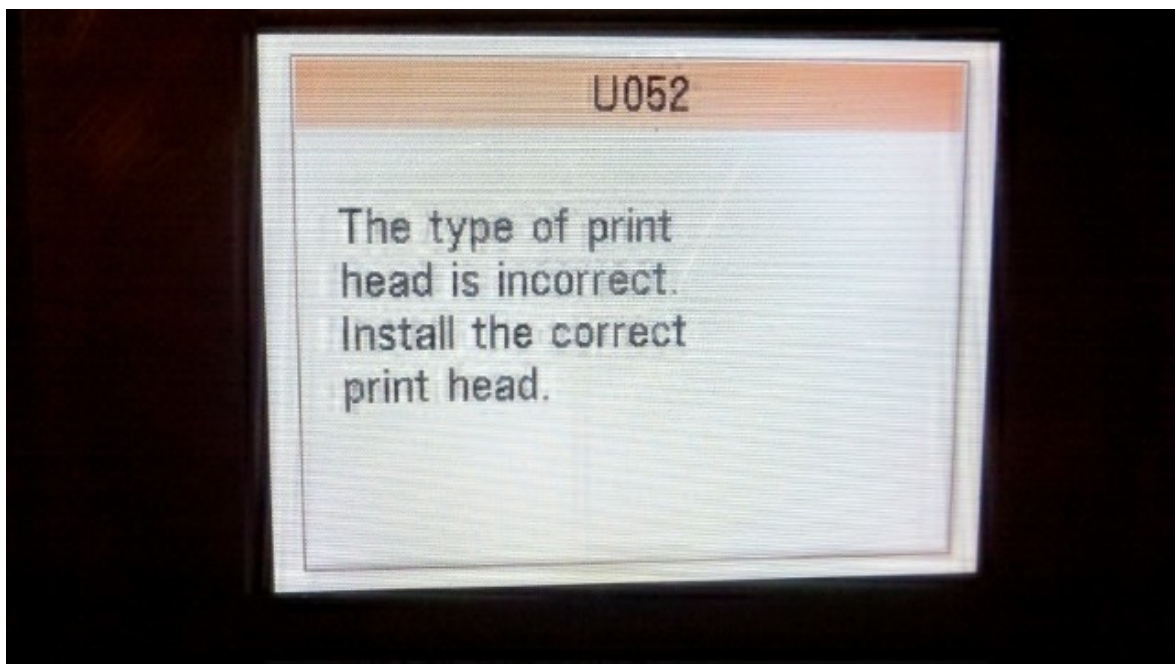 U052
The type of print
head is incorrect.
Install the correct
print head.